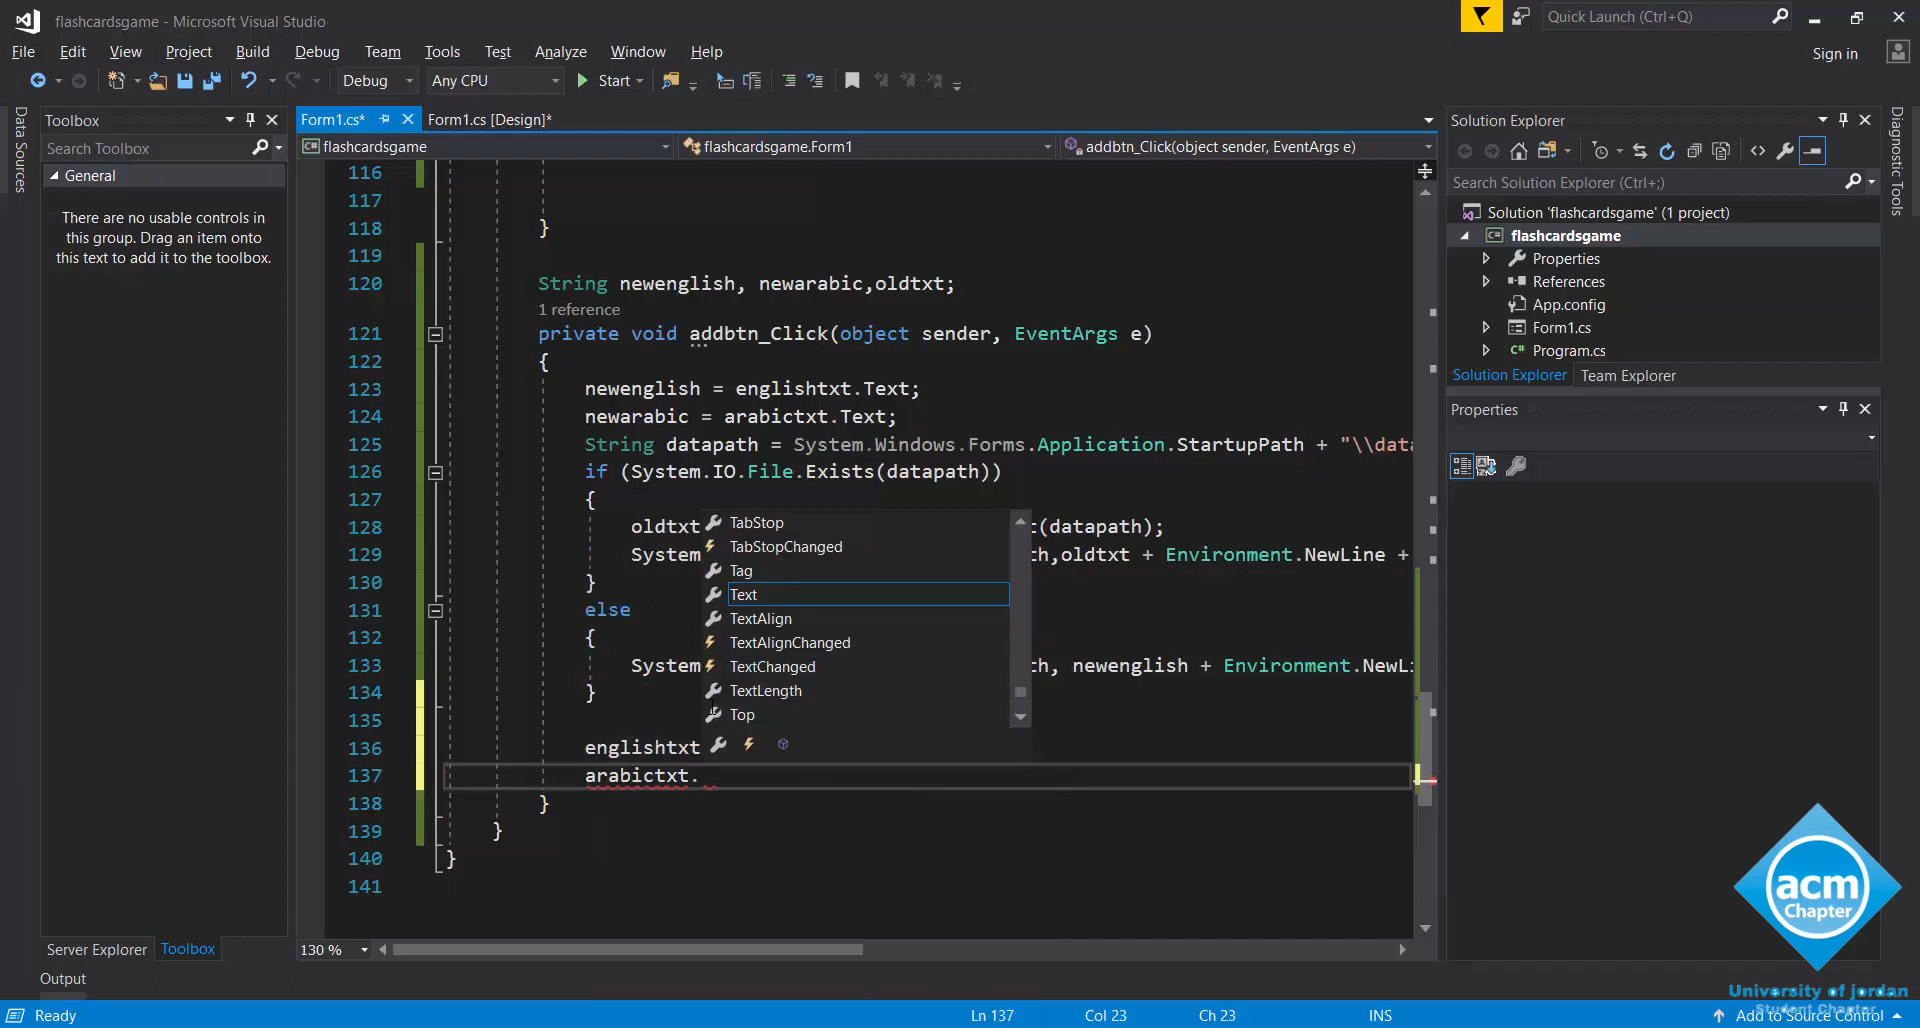 flashcardsgame - Microsoft Visual Studio
Quick Launch (Ctrl+Q)
File Edit View Project Build Debug Team Tools Test Analyze Window Help
Sign in
Debug Any CPU Start
Data Sources
Toolbox
Search Toolbox
General
There are no usable controls in
this group. Drag an item onto
this text to add it to the toolbox.
Server Explorer Toolbox
Output
Form1.cs* Form1.cs [Design]*
flashcardsgame flashcardsgame.Form1 addbtn_Click(object sender, EventArgs e)
116
117
118 }
119
120 String newenglish, newarabic,oldtxt;
1 reference
121 private void addbtn_Click(object sender, EventArgs e)
122 {
123 newenglish = englishtxt.Text;
124 newarabic = arabictxt.Text;
125 String datapath = System.Windows.Forms.Application.StartupPath + "\\data
126 if (System.IO.File.Exists(datapath))
127 {
128 oldtxt t(datapath);
129 System h,oldtxt + Environment.NewLine +
130 }
131 else
132 {
133 System h, newenglish + Environment.NewL
134 }
135
136 englishtxt
137 arabictxt.
138 }
139 }
140 }
141
TabStop
TabStopChanged
Tag
Text
TextAlign
TextAlignChanged
TextChanged
TextLength
Top
130 %
Solution Explorer
Search Solution Explorer (Ctrl+;)
Solution 'flashcardsgame' (1 project)
flashcardsgame
Properties
References
App.config
Form1.cs
Program.cs
Solution Explorer Team Explorer
Properties
Diagnostic Tools
acm
Chapter
University of jordan
Student Chapter
Ready Ln 137 Col 23 Ch 23 INS Add to Source Control